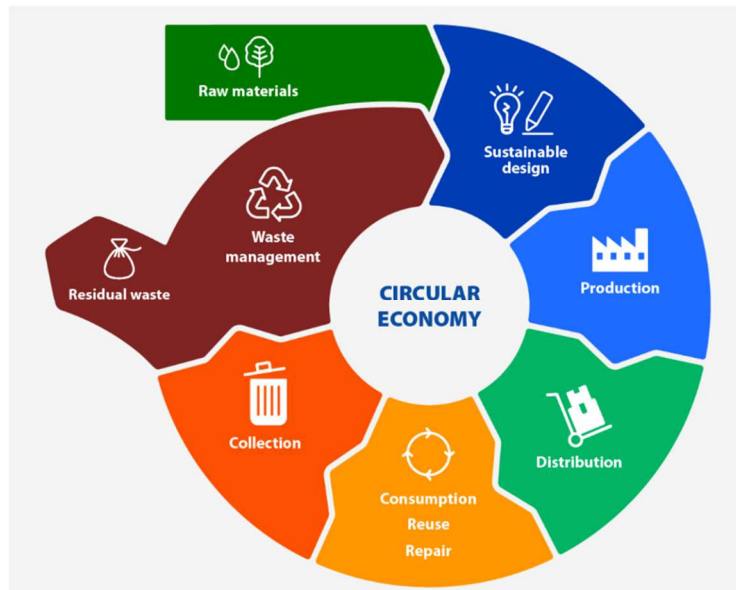 Raw materials
Sustainable
design
Production
Distribution
Consumption
Reuse
Repair
Collection
Waste
management
Residual waste
CIRCULAR
ECONOMY